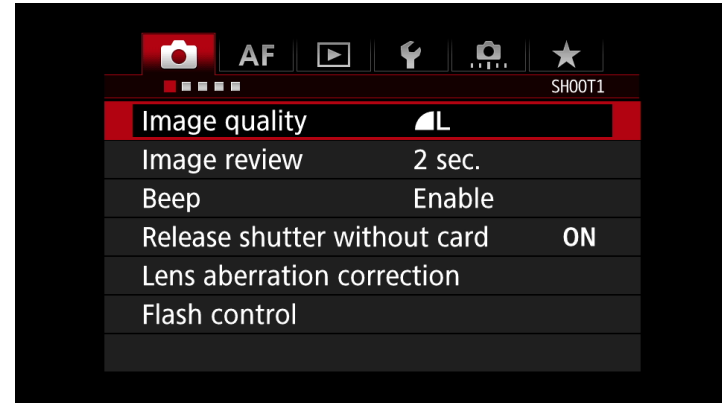 AF
SHOOT1
Image quality L
Image review 2 sec.
Beep Enable
Release shutter without card ON
Lens aberration correction
Flash control